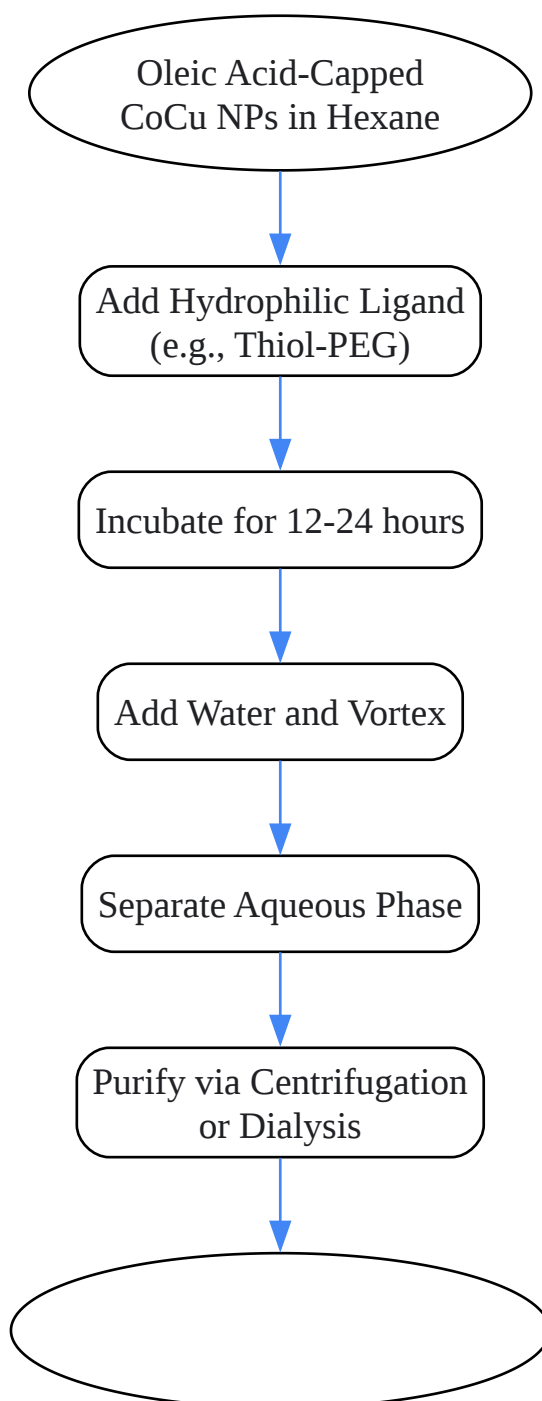 Oleic Acid-Capped
CoCu NPs in Hexane
Add Hydrophilic Ligand
(e.g., Thiol-PEG)
Incubate for 12-24 hours
Add Water and Vortex
Separate Aqueous Phase
Purify via Centrifugation
or Dialysis